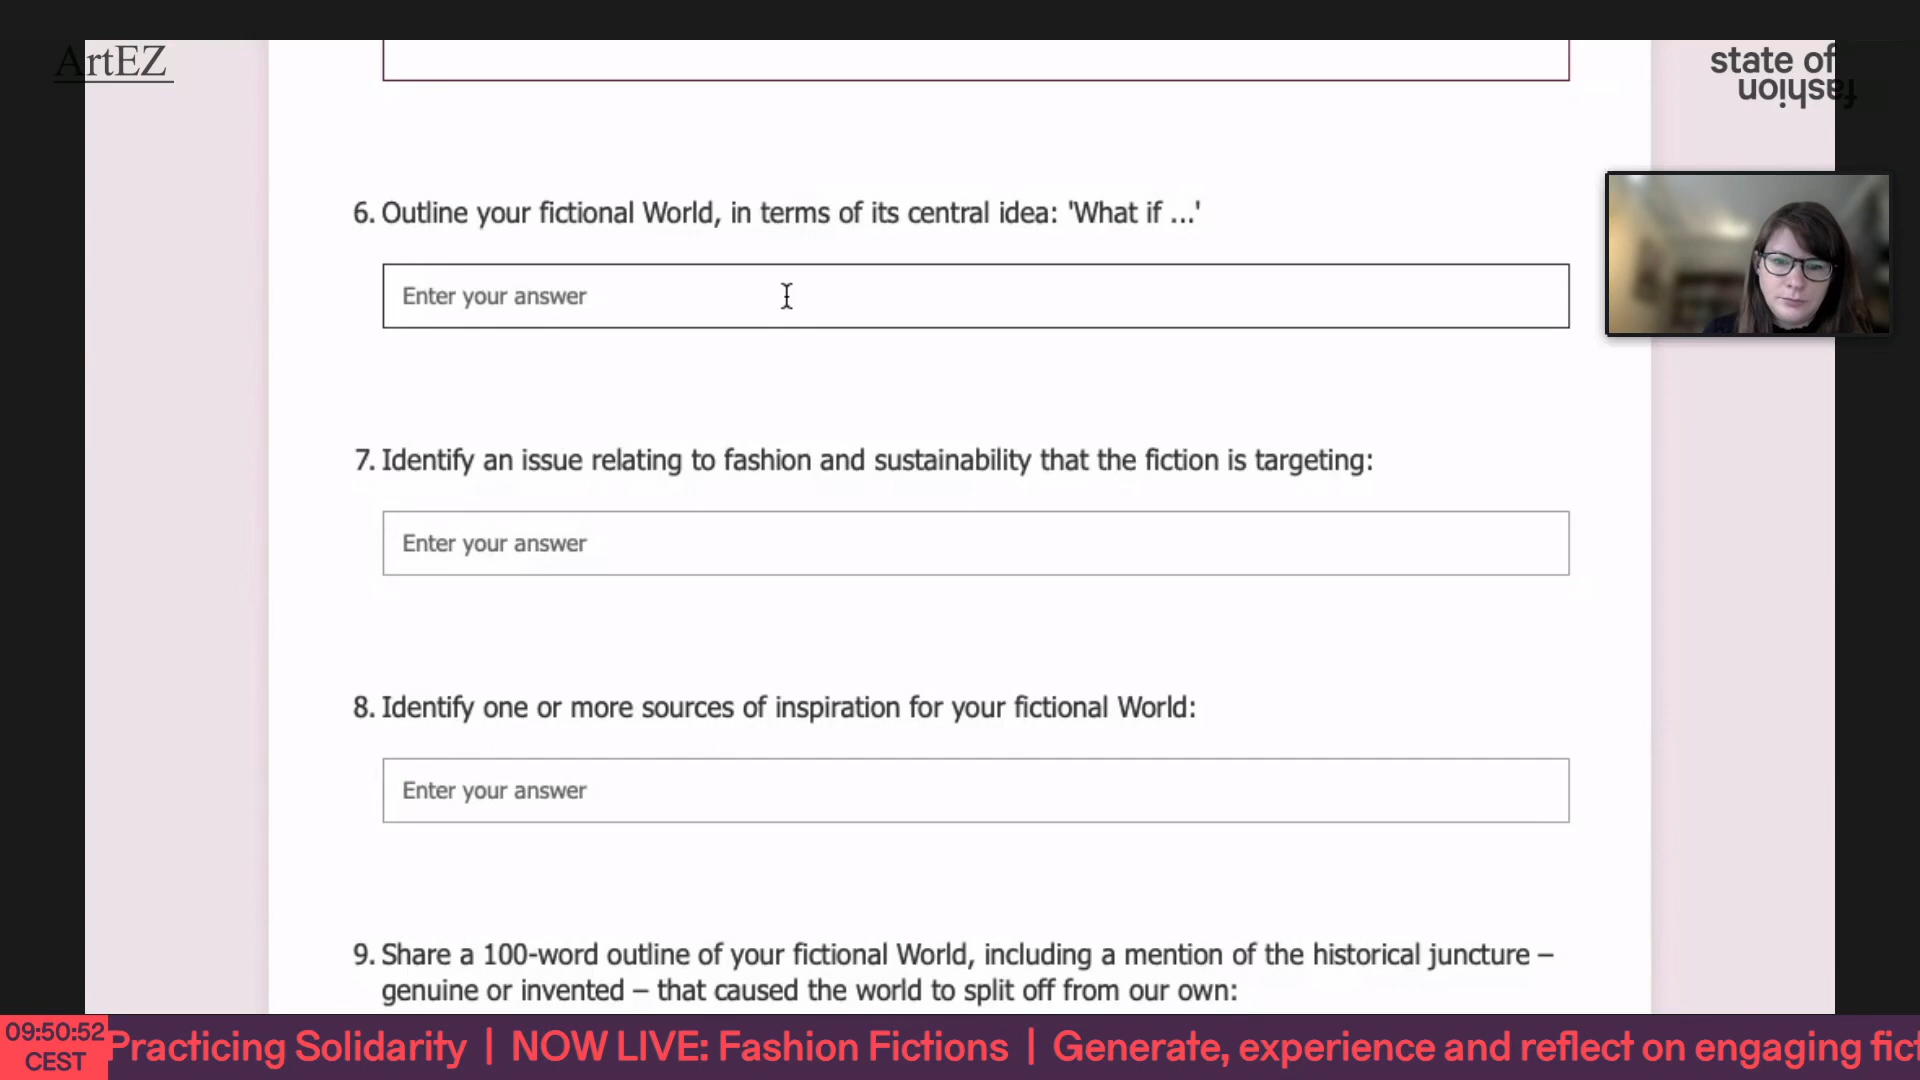 ArtEZ
state of
fashion
6. Outline your fictional World, in terms of its central idea: 'What if ...'
Enter your answer
7. Identify an issue relating to fashion and sustainability that the fiction is targeting:
Enter your answer
8. Identify one or more sources of inspiration for your fictional World:
Enter your answer
9. Share a 100-word outline of your fictional World, including a mention of the historical juncture –
genuine or invented – that caused the world to split off from our own:
09:50:52
CEST
Practicing Solidarity | NOW LIVE: Fashion Fictions | Generate, experience and reflect on engaging fict